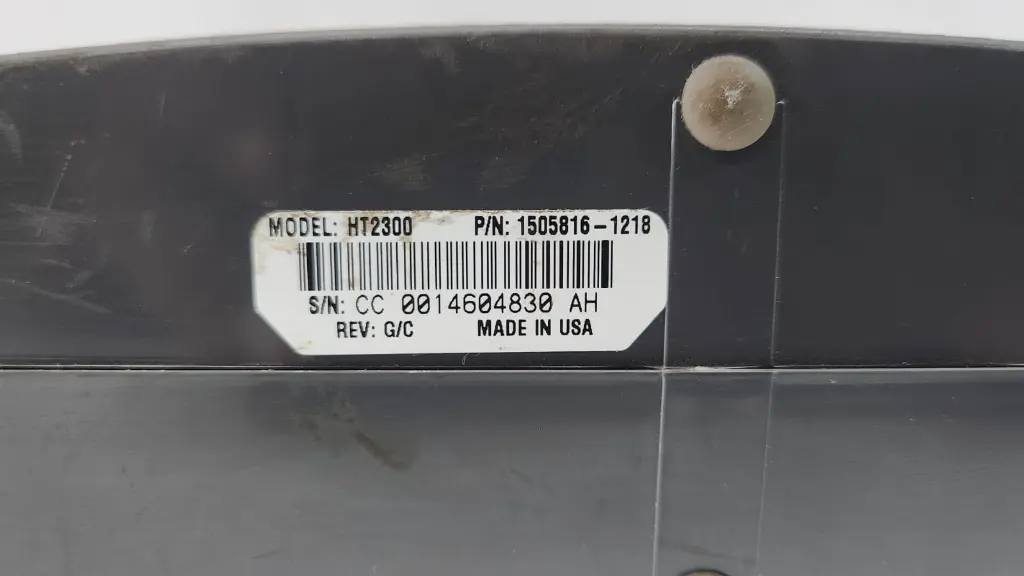 MODEL: HT2300 P/N: 1505816-1218
S/N: CC 0014604830 AH
REV: G/C MADE IN USA